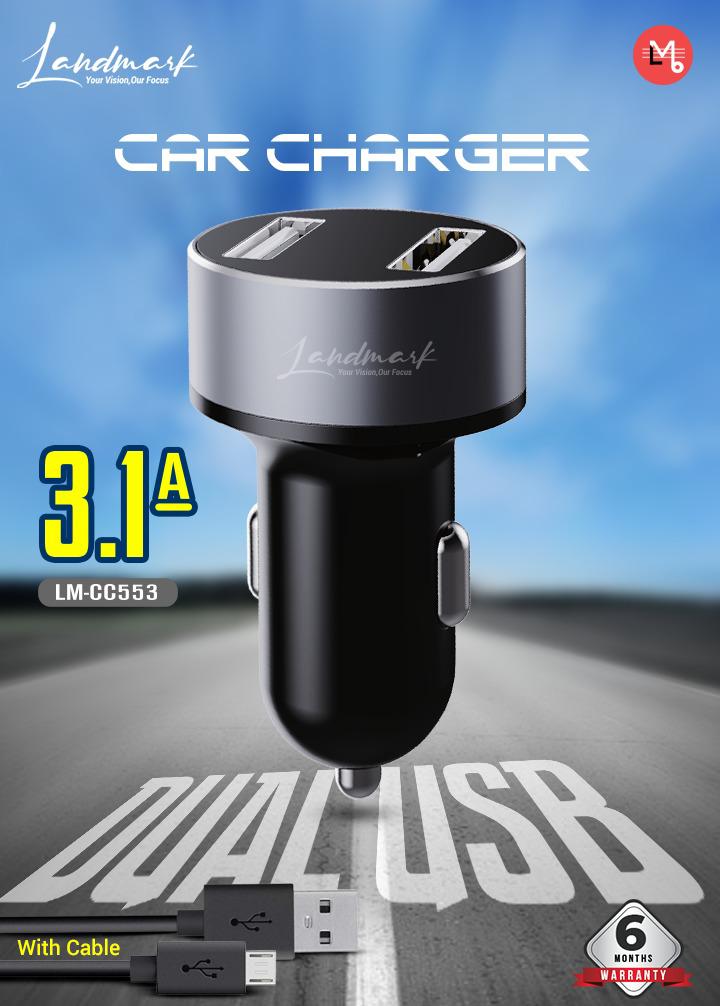 Landmark
Your Vision,Our Focus
LM
CAR CHARGER
Landmark
Your Vision,Our Focus
3.1A
LM-CC553
DUAL USB
With Cable
6
MONTHS
WARRANTY